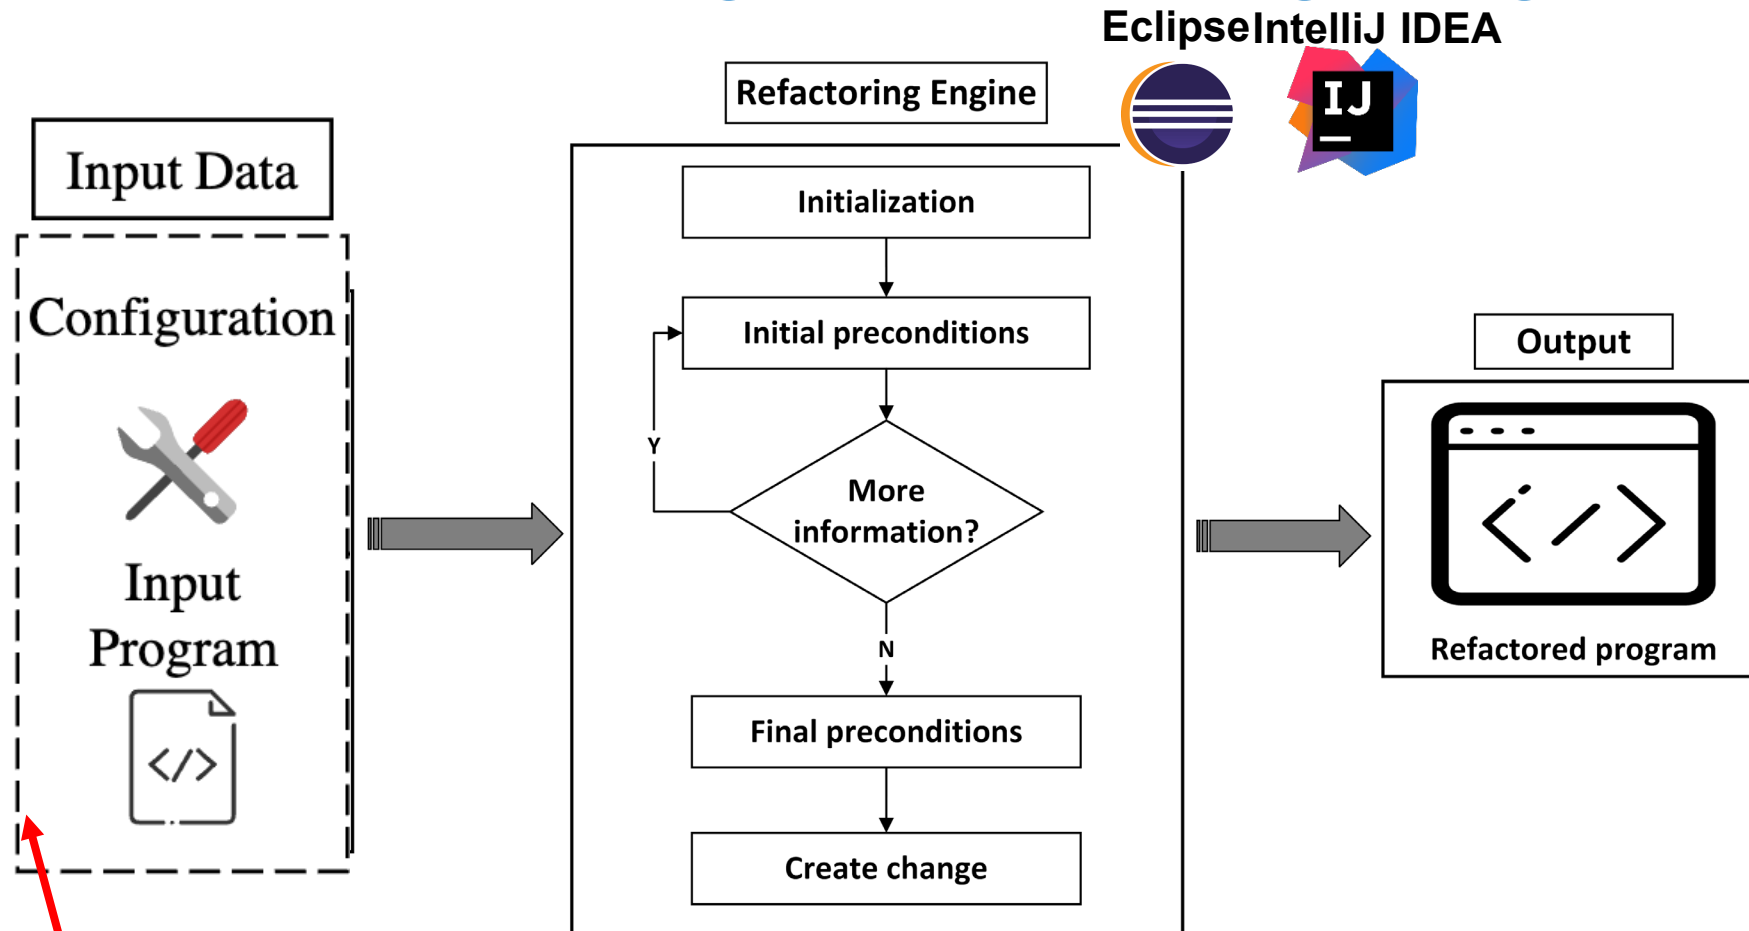 Eclipse
IntelliJ IDEA
IJ
Refactoring Engine
Input Data
Configuration
Input
Program
</>
Initialization
Initial preconditions
More
information?
Y
N
Final preconditions
Create change
Output
</>
Refactored program